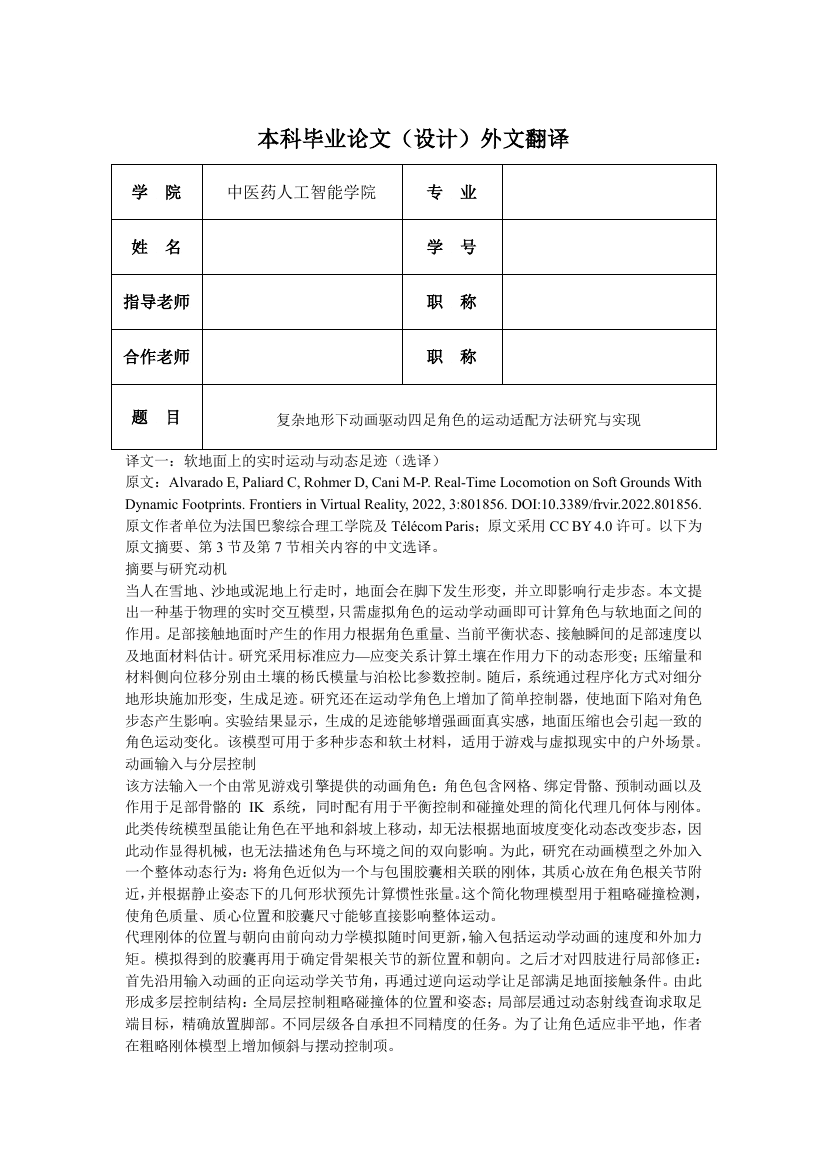 本科毕业论文（设计）外文翻译
学 院 中医药人工智能学院 专 业
姓 名 学 号
指导老师 职 称
合作老师 职 称
题 目 复杂地形下动画驱动四足角色的运动适配方法研究与实现
译文一：软地面上的实时运动与动态足迹（选译）
原文：Alvarado E, Paliard C, Rohmer D, Cani M-P. Real-Time Locomotion on Soft Grounds With
Dynamic Footprints. Frontiers in Virtual Reality, 2022, 3:801856. DOI:10.3389/frvir.2022.801856.
原文作者单位为法国巴黎综合理工学院及 Télécom Paris；原文采用 CC BY 4.0 许可。以下为
原文摘要、第 3 节及第 7 节相关内容的中文选译。
摘要与研究动机
当人在雪地、沙地或泥地上行走时，地面会在脚下发生形变，并立即影响行走步态。本文提
出一种基于物理的实时交互模型，只需虚拟角色的运动学动画即可计算角色与软地面之间的
作用。足部接触地面时产生的作用力根据角色重量、当前平衡状态、接触瞬间的足部速度以
及地面材料估计。研究采用标准应力—应变关系计算土壤在作用力下的动态形变；压缩量和
材料侧向位移分别由土壤的杨氏模量与泊松比参数控制。随后，系统通过程序化方式对细分
地形块施加形变，生成足迹。研究还在运动学角色上增加了简单控制器，使地面下陷对角色
步态产生影响。实验结果显示，生成的足迹能够增强画面真实感，地面压缩也会引起一致的
角色运动变化。该模型可用于多种步态和软土材料，适用于游戏与虚拟现实中的户外场景。
动画输入与分层控制
该方法输入一个由常见游戏引擎提供的动画角色：角色包含网格、绑定骨骼、预制动画以及
作用于足部骨骼的 IK 系统，同时配有用于平衡控制和碰撞处理的简化代理几何体与刚体。
此类传统模型虽能让角色在平地和斜坡上移动，却无法根据地面坡度变化动态改变步态，因
此动作显得机械，也无法描述角色与环境之间的双向影响。为此，研究在动画模型之外加入
一个整体动态行为：将角色近似为一个与包围胶囊相关联的刚体，其质心放在角色根关节附
近，并根据静止姿态下的几何形状预先计算惯性张量。这个简化物理模型用于粗略碰撞检测，
使角色质量、质心位置和胶囊尺寸能够直接影响整体运动。
代理刚体的位置与朝向由前向动力学模拟随时间更新，输入包括运动学动画的速度和外加力
矩。模拟得到的胶囊再用于确定骨架根关节的新位置和朝向。之后才对四肢进行局部修正：
首先沿用输入动画的正向运动学关节角，再通过逆向运动学让足部满足地面接触条件。由此
形成多层控制结构：全局层控制粗略碰撞体的位置和姿态；局部层通过动态射线查询求取足
端目标，精确放置脚部。不同层级各自承担不同精度的任务。为了让角色适应非平地，作者
在粗略刚体模型上增加倾斜与摆动控制项。